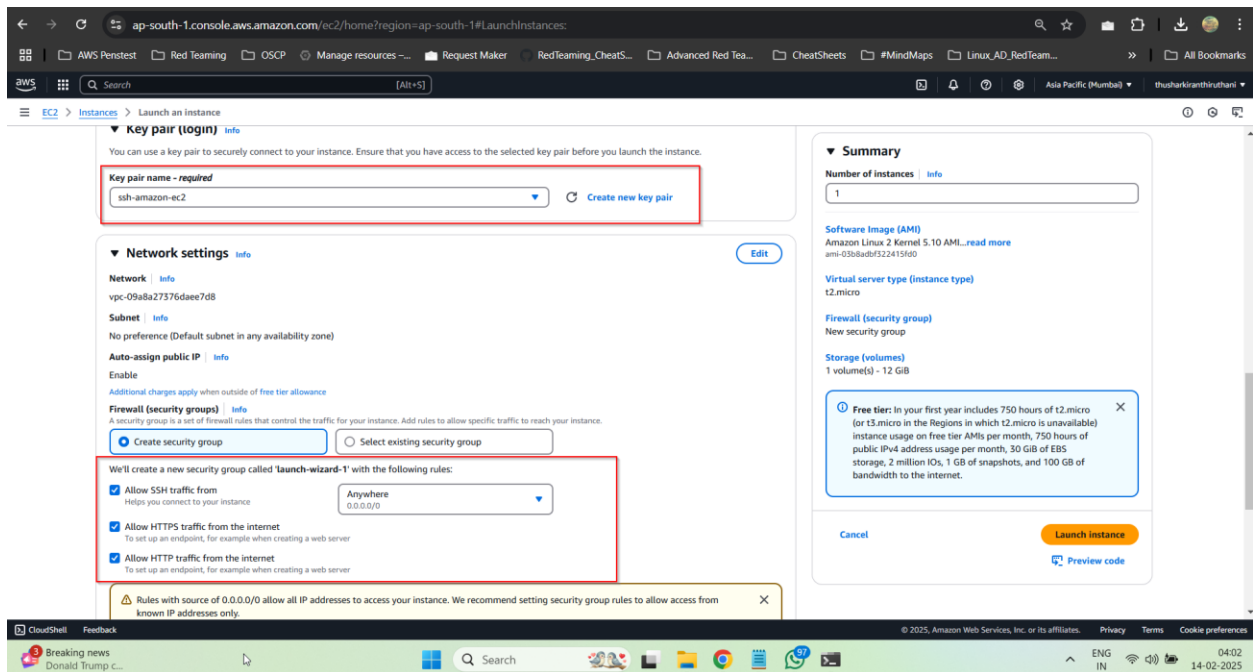 ap-south-1.console.aws.amazon.com/ec2/home?region=ap-south-1#LaunchInstances:
AWS Penstest Red Teaming OSCP Manage resources –... Request Maker RedTeaming_CheatS... Advanced Red Tea... CheatSheets #MindMaps Linux_AD_RedTeam... » All Bookmarks
aws Search [Alt+S] Asia Pacific (Mumbai) ▼ thusharkiranthiruthani ▼
EC2 > Instances > Launch an instance
▼ Key pair (login) Info
You can use a key pair to securely connect to your instance. Ensure that you have access to the selected key pair before you launch the instance.
Key pair name - required
ssh-amazon-ec2 ▼ Create new key pair
▼ Network settings Info Edit
Network Info
vpc-09a8a27376daee7d8
Subnet Info
No preference (Default subnet in any availability zone)
Auto-assign public IP Info
Enable
Additional charges apply when outside of free tier allowance
Firewall (security groups) Info
A security group is a set of firewall rules that control the traffic for your instance. Add rules to allow specific traffic to reach your instance.
Create security group Select existing security group
We'll create a new security group called 'launch-wizard-1' with the following rules:
Allow SSH traffic from
Helps you connect to your instance
Anywhere
0.0.0.0/0
Allow HTTPS traffic from the internet
To set up an endpoint, for example when creating a web server
Allow HTTP traffic from the internet
To set up an endpoint, for example when creating a web server
Rules with source of 0.0.0.0/0 allow all IP addresses to access your instance. We recommend setting security group rules to allow access from
known IP addresses only.
▼ Summary
Number of instances Info
1
Software Image (AMI)
Amazon Linux 2 Kernel 5.10 AMI...read more
ami-03b8adbf322415fd0
Virtual server type (instance type)
t2.micro
Firewall (security group)
New security group
Storage (volumes)
1 volume(s) - 12 GiB
Free tier: In your first year includes 750 hours of t2.micro
(or t3.micro in the Regions in which t2.micro is unavailable)
instance usage on free tier AMIs per month, 750 hours of
public IPv4 address usage per month, 30 GiB of EBS
storage, 2 million IOs, 1 GB of snapshots, and 100 GB of
bandwidth to the internet.
Cancel Launch instance
Preview code
CloudShell Feedback © 2025, Amazon Web Services, Inc. or its affiliates. Privacy Terms Cookie preferences
3 Breaking news
Donald Trump c...
Search
97
ENG
IN
04:02
14-02-2025